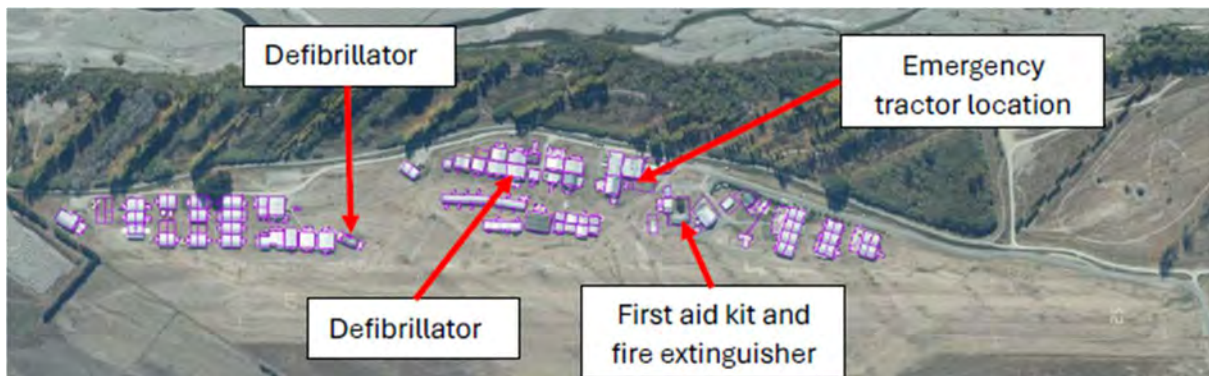 Defibrillator
Emergency
tractor location
Defibrillator
First aid kit and
fire extinguisher